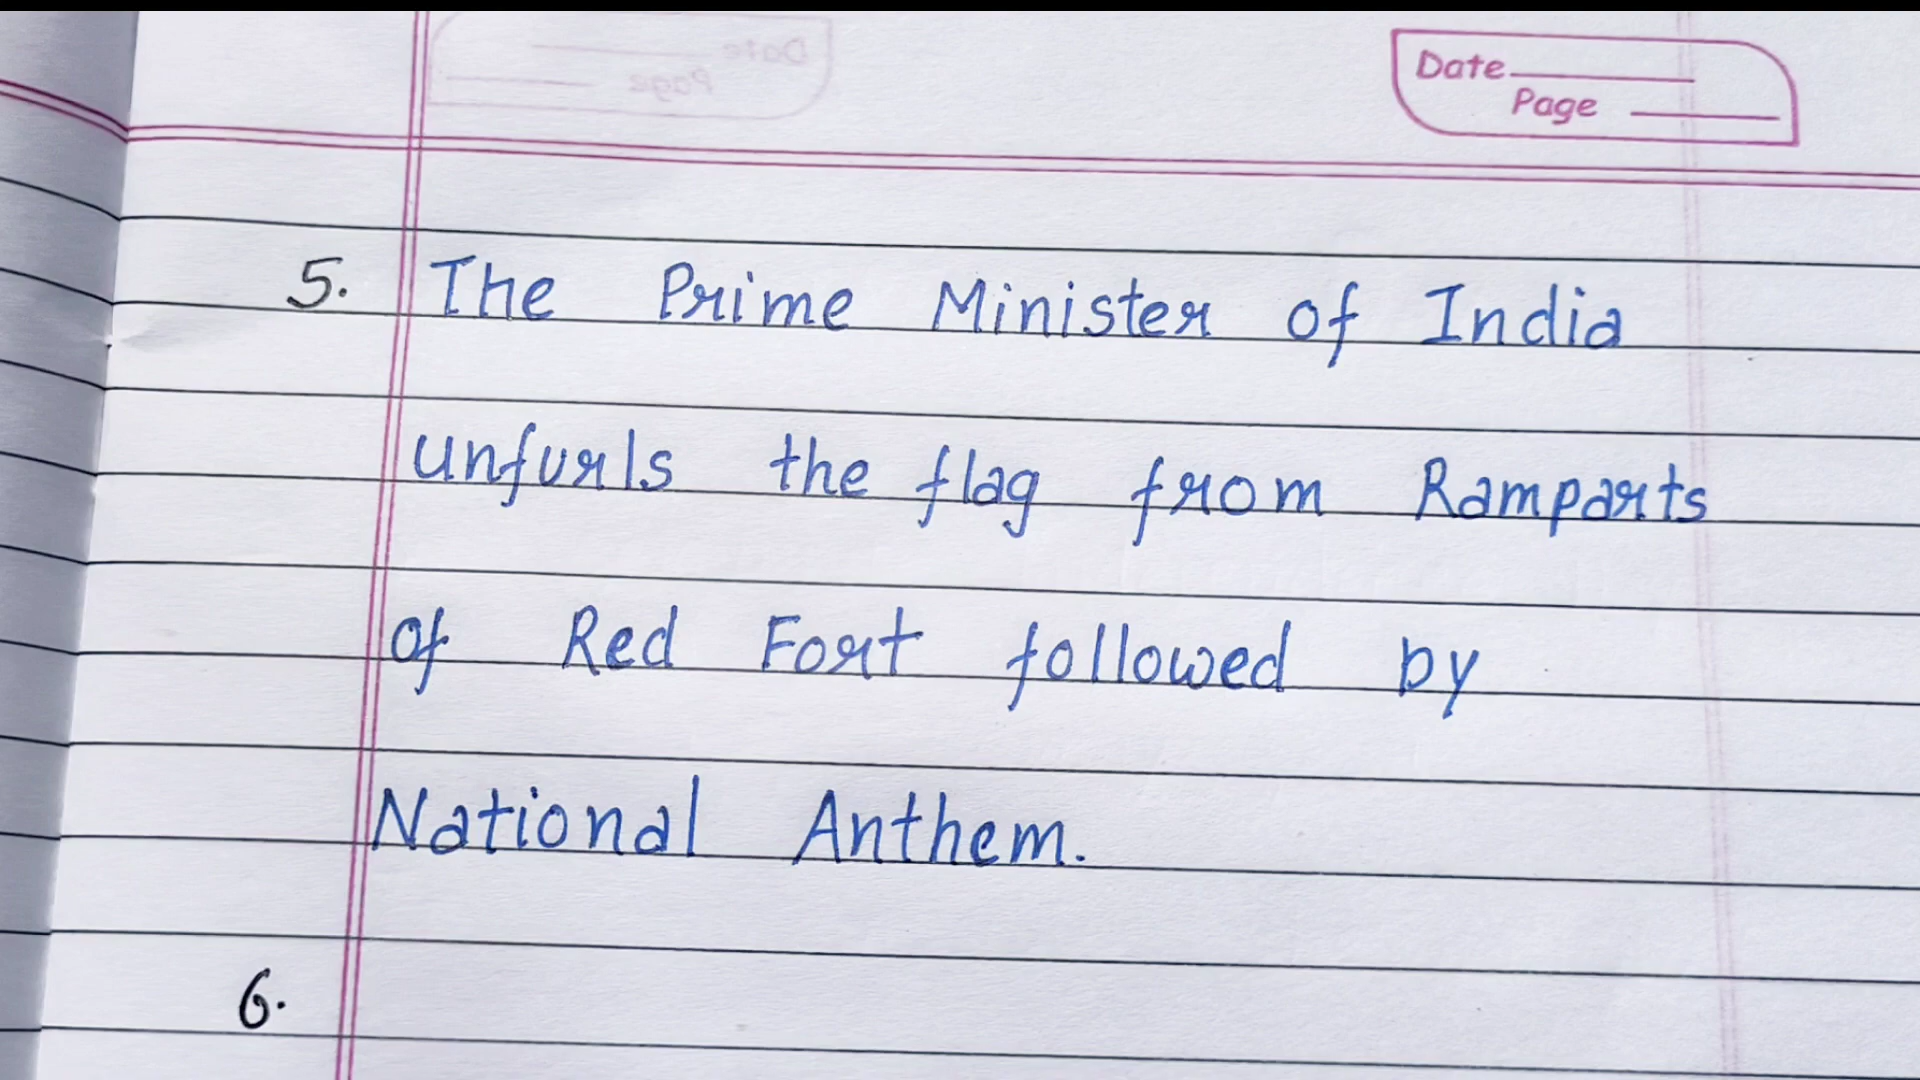 Date
Page
5. The Prime Minister of India
unfurls the flag from Ramparts
of Red Fort followed by
National Anthem.
6.